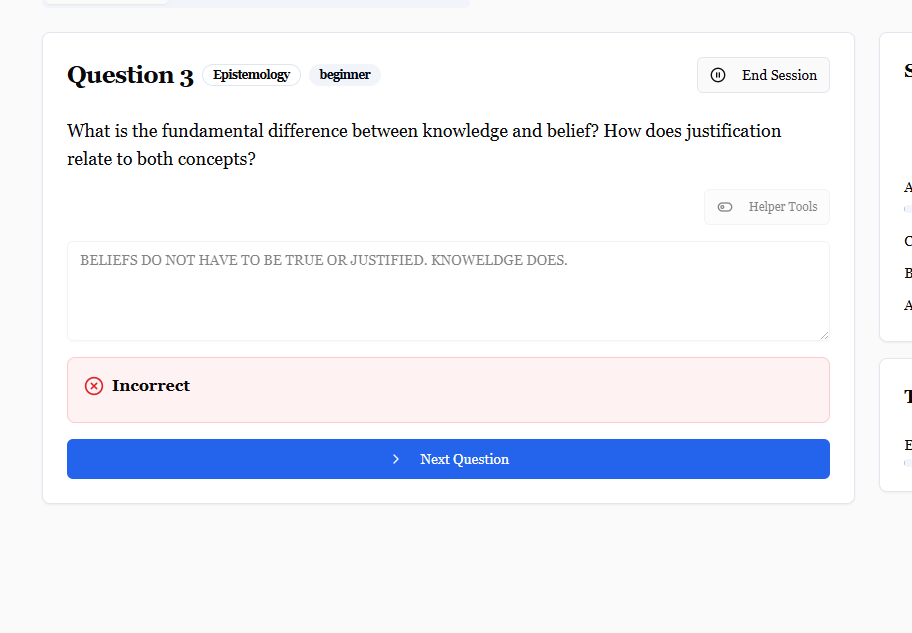 Question 3 Epistemology beginner End Session
What is the fundamental difference between knowledge and belief? How does justification
relate to both concepts?
Helper Tools
BELIEFS DO NOT HAVE TO BE TRUE OR JUSTIFIED. KNOWELDGE DOES.
Incorrect
Next Question